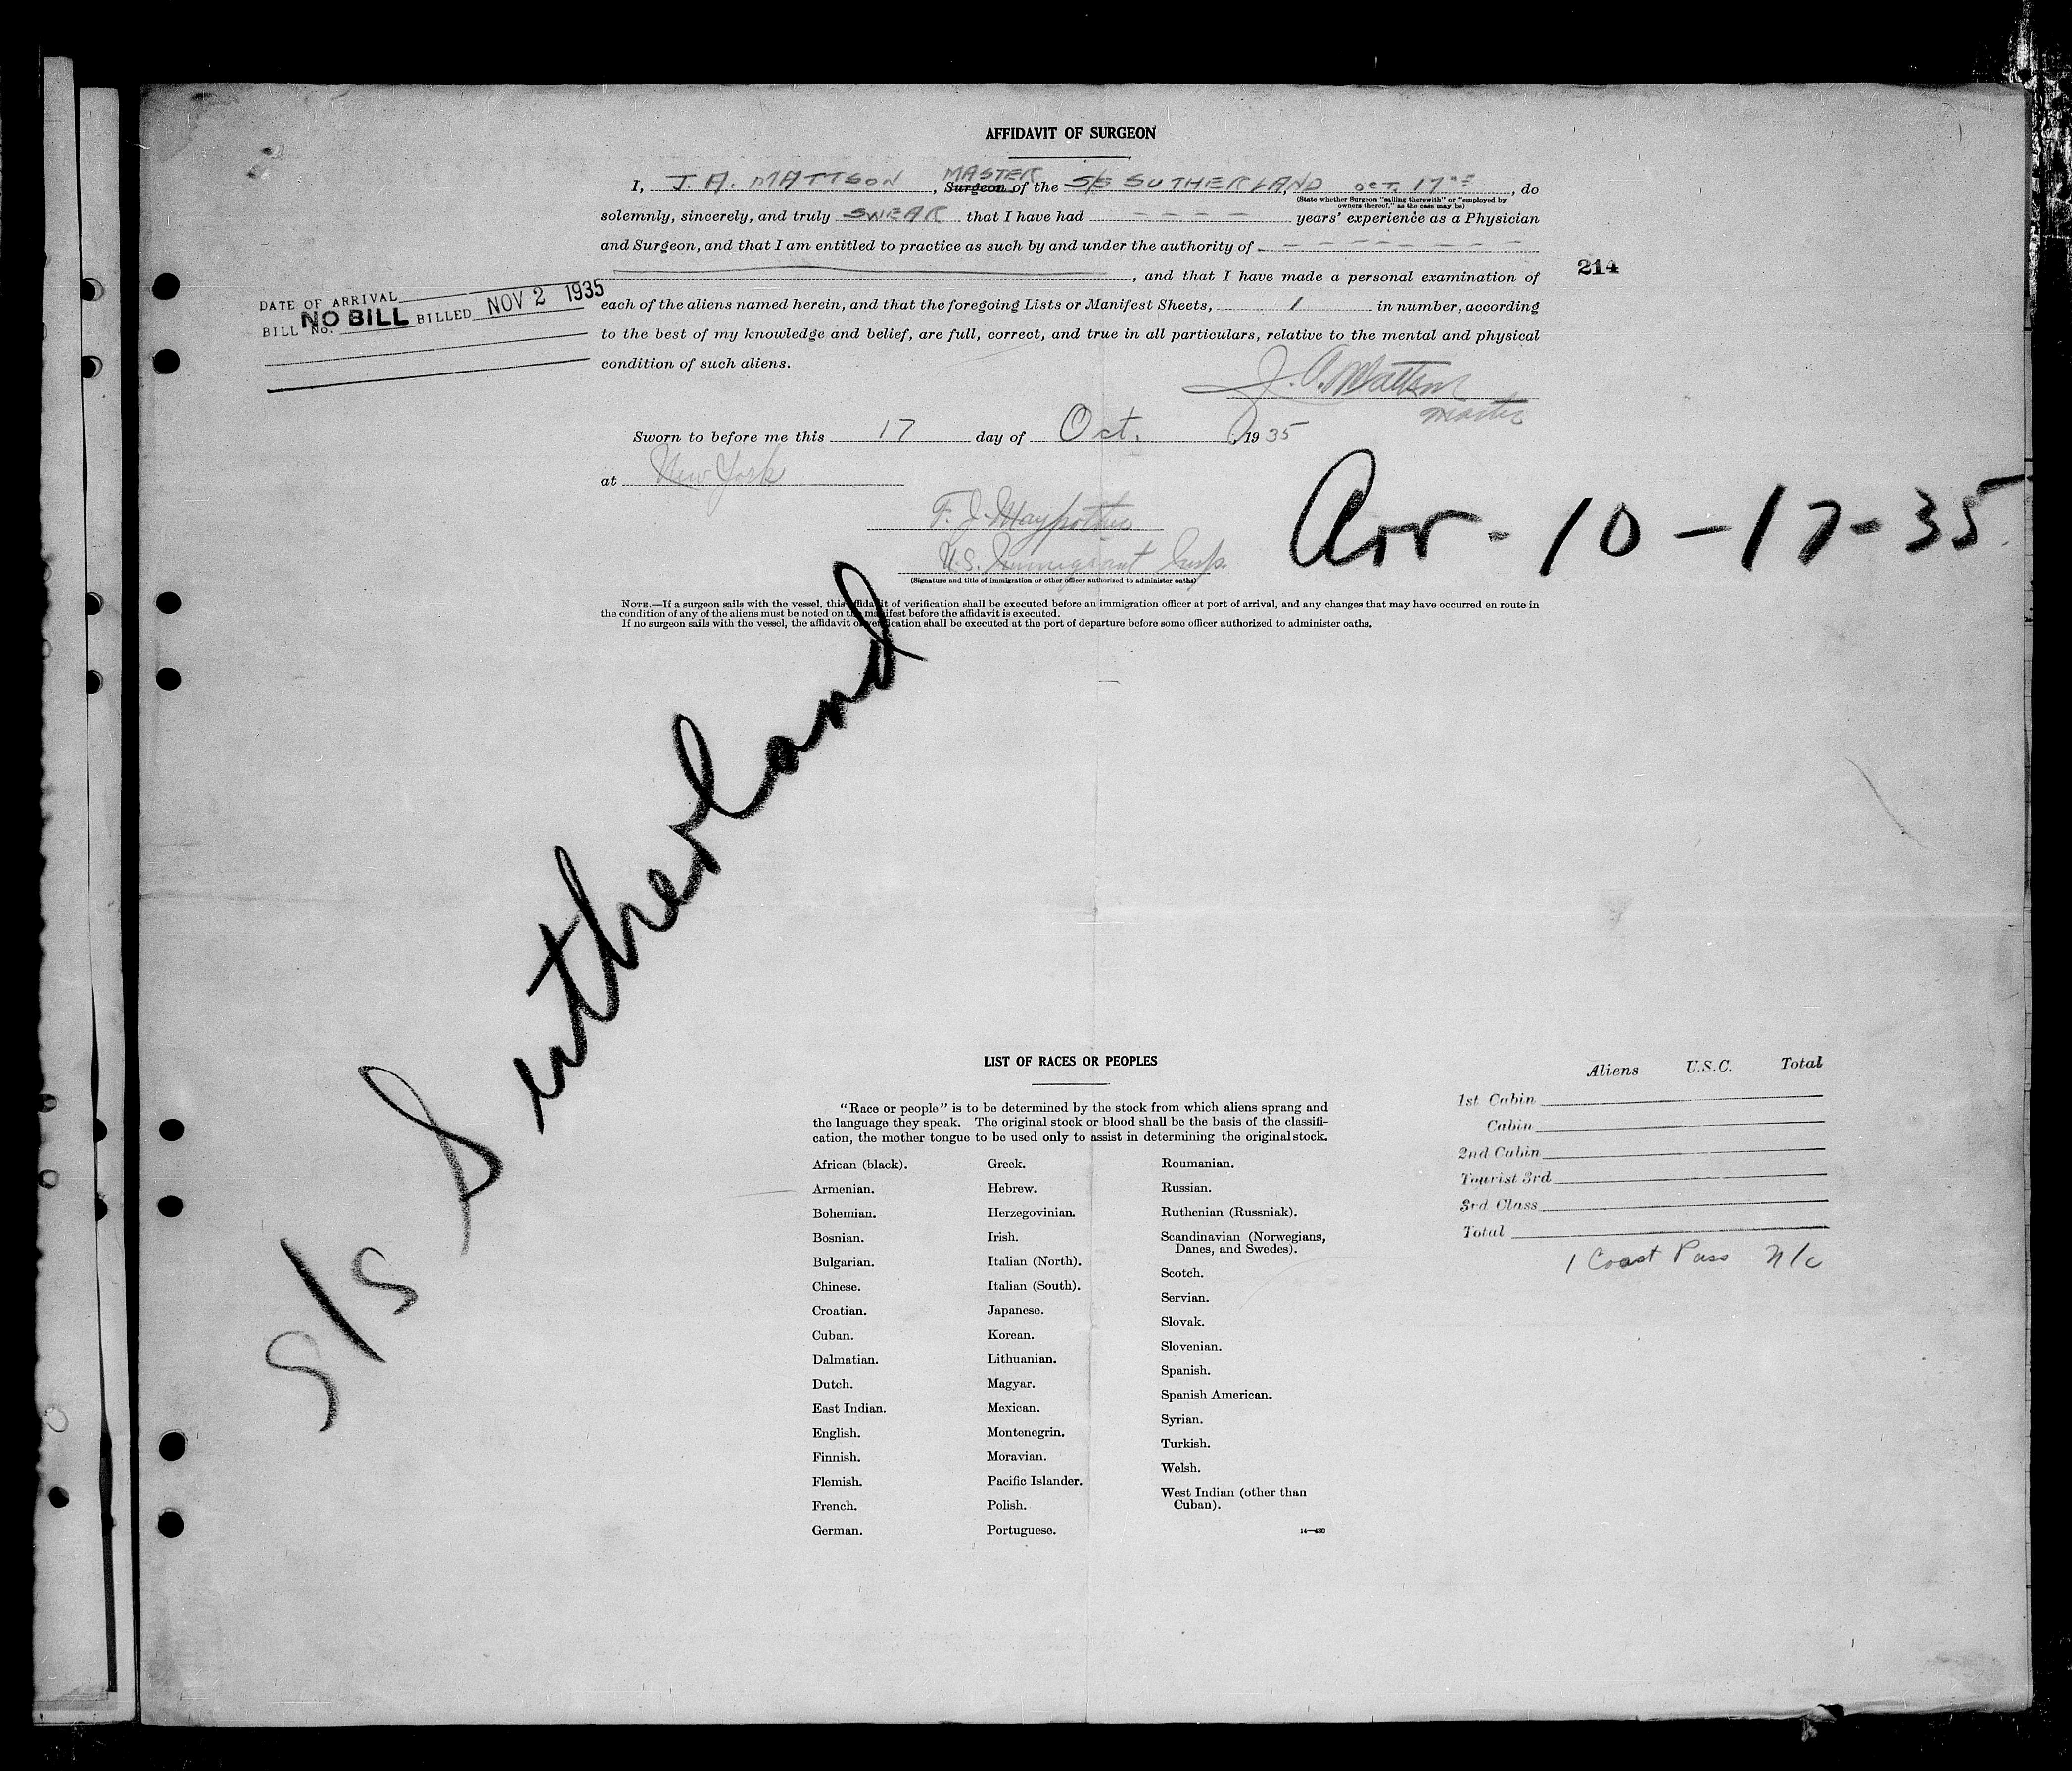 AFFIDAVIT OF SURGEON
I, J. A. MATTSON, MASTER Surgeon of the S/S SUTHERLAND OCT. 17, do
(State whether Surgeon "sailing therewith" or "employed by
owners thereof," as the case may be)
solemnly, sincerely, and truly SWEAR that I have had years' experience as a Physician
and Surgeon, and that I am entitled to practice as such by and under the authority of
, and that I have made a personal examination of
214
DATE OF ARRIVAL
BILL No. NO BILL BILLED NOV 2 1935
each of the aliens named herein, and that the foregoing Lists or Manifest Sheets, 1 in number, according
to the best of my knowledge and belief, are full, correct, and true in all particulars, relative to the mental and physical
condition of such aliens.
J. A. Mattson
Master
Sworn to before me this 17 day of Oct., 1935
at New York
F. J.
U.S. Immigrant Insp.
(Signature and title of immigration or other officer authorized to administer oaths)
Arr - 10-17-35
NOTE.—If a surgeon sails with the vessel, this affidavit of verification shall be executed before an immigration officer at port of arrival, and any changes that may have occurred en route in
the condition of any of the aliens must be noted on the manifest before the affidavit is executed.
If no surgeon sails with the vessel, the affidavit of verification shall be executed at the port of departure before some officer authorized to administer oaths.
S/S Sutherland
LIST OF RACES OR PEOPLES
"Race or people" is to be determined by the stock from which aliens sprang and
the language they speak. The original stock or blood shall be the basis of the classifi-
cation, the mother tongue to be used only to assist in determining the original stock.
African (black).
Armenian.
Bohemian.
Bosnian.
Bulgarian.
Chinese.
Croatian.
Cuban.
Dalmatian.
Dutch.
East Indian.
English.
Finnish.
Flemish.
French.
German.
Greek.
Hebrew.
Herzegovinian.
Irish.
Italian (North).
Italian (South).
Japanese.
Korean.
Lithuanian.
Magyar.
Mexican.
Montenegrin.
Moravian.
Pacific Islander.
Polish.
Portuguese.
Roumanian.
Russian.
Ruthenian (Russniak).
Scandinavian (Norwegians,
Danes, and Swedes).
Scotch.
Servian.
Slovak.
Slovenian.
Spanish.
Spanish American.
Syrian.
Turkish.
Welsh.
West Indian (other than
Cuban).
14—430
Aliens U.S.C. Total
1st Cabin
Cabin
2nd Cabin
Tourist 3rd
3rd Class
Total
1 Coast Pass N/c